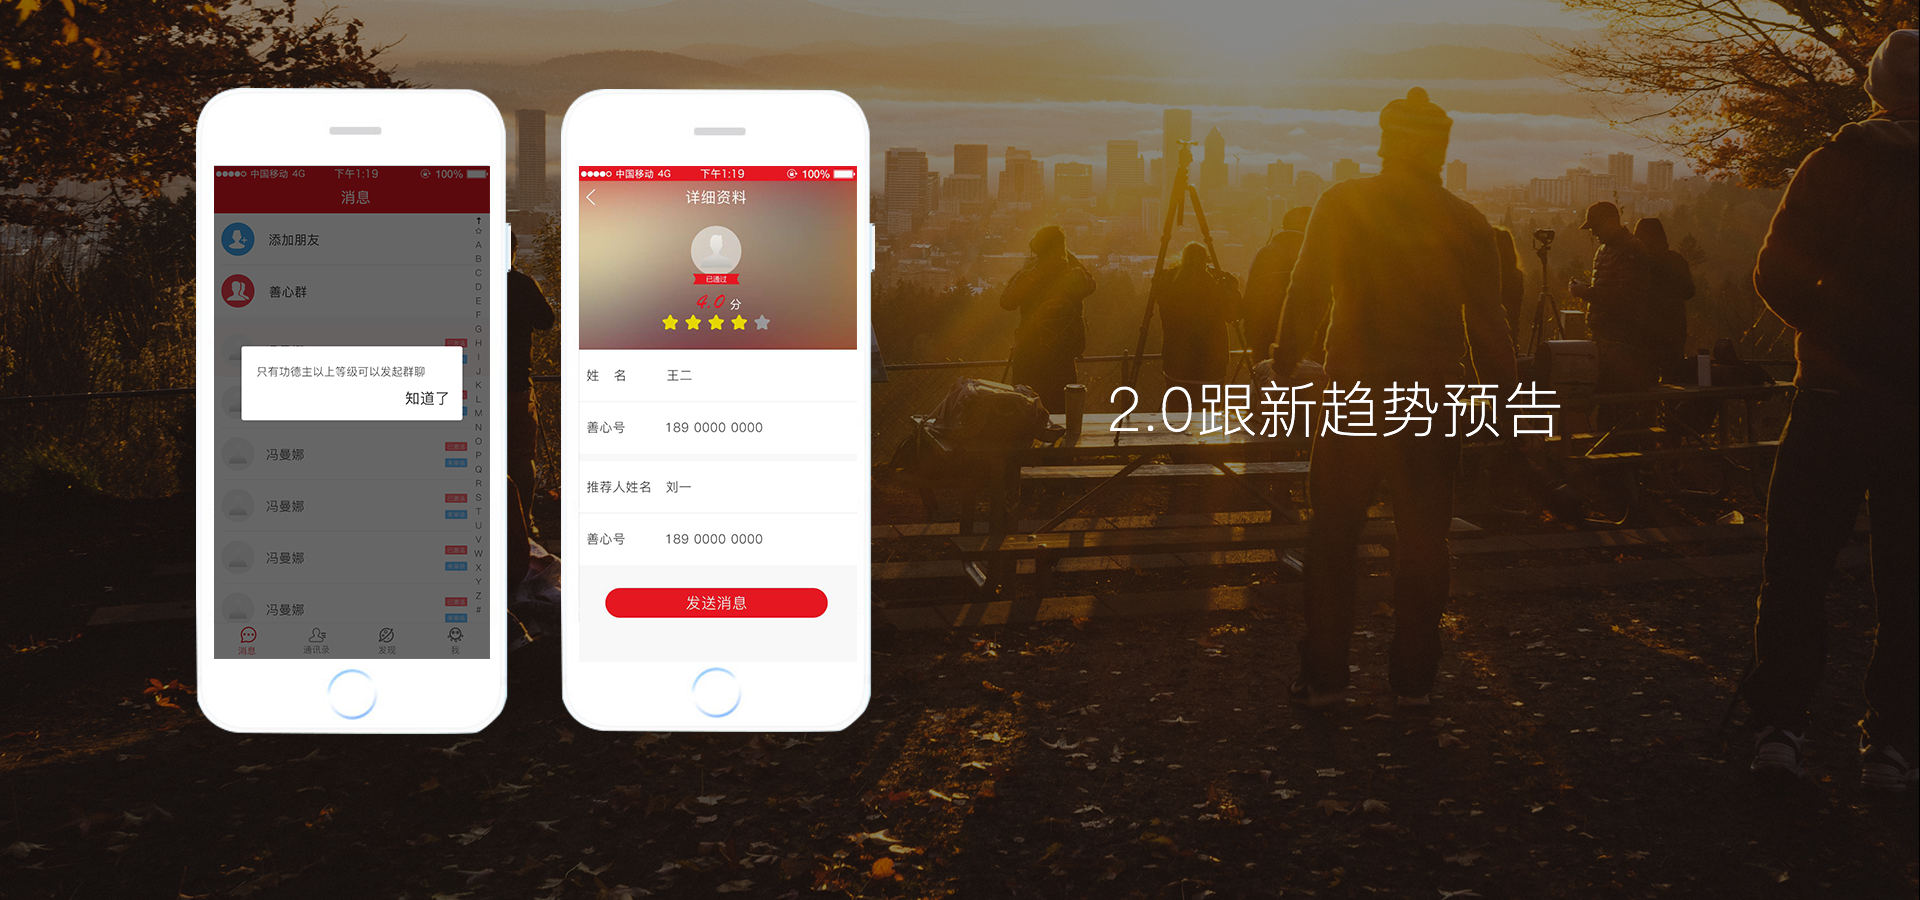 中国移动 4G 下午1:19 100%
消息
添加朋友
善心群
A
B
C
D
E
F
G
H
I
J
K
L
M
N
O
P
Q
R
S
T
U
V
W
X
Y
Z
#
只有功德主以上等级可以发起群聊
知道了
冯曼娜
冯曼娜
冯曼娜
冯曼娜
消息 通讯录 发现 我
中国移动 4G 下午1:19 100%
详细资料
已通过
4.0 分
姓 名 王二
善心号 189 0000 0000
推荐人姓名 刘一
善心号 189 0000 0000
发送消息
2.0跟新趋势预告